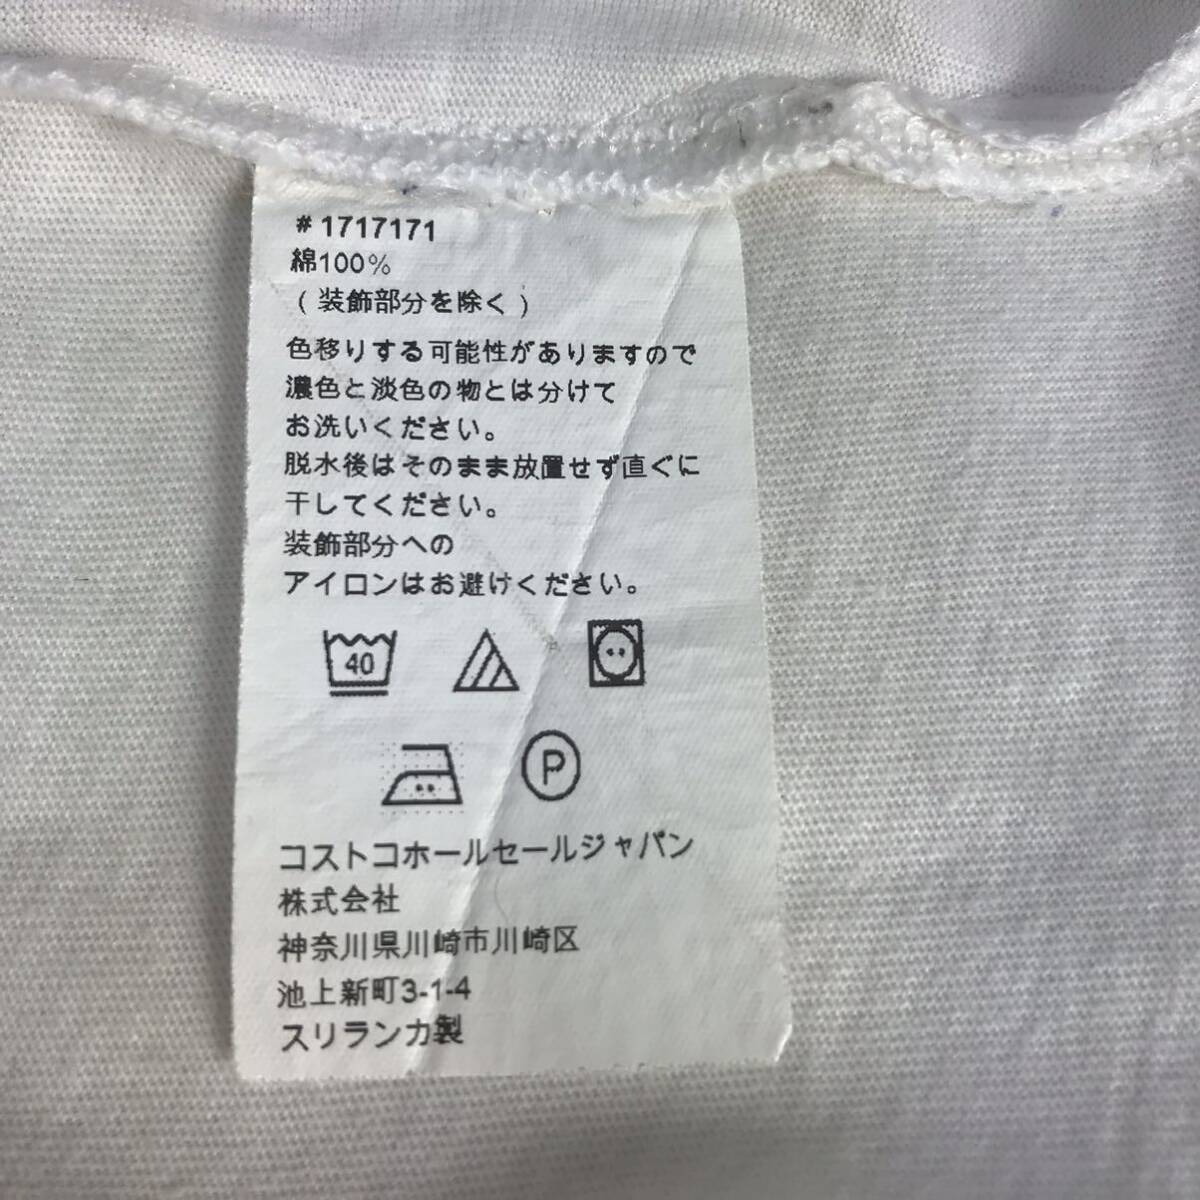 # 1717171
綿100%
(装飾部分を除く)
色移りする可能性がありますので
濃色と淡色の物とは分けて
お洗いください。
脱水後はそのまま放置せず直ぐに
干してください。
装飾部分への
アイロンはお避けください。
40
P
コストコホールセールジャパン
株式会社
神奈川県川崎市川崎区
池上新町3-1-4
スリランカ製